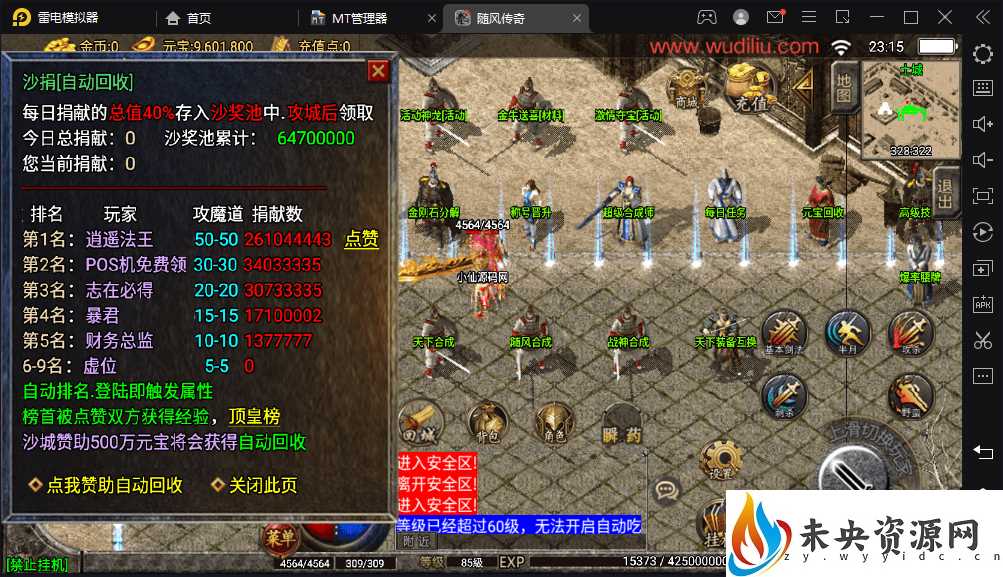 雷电模拟器 首页 MT管理器 随风传奇
金币:0 元宝:9,601,800 充值点:0 www.wudiliu.com 23:15
沙捐[自动回收]
每日捐献的总值40%存入沙奖池中.攻城后领取
今日总捐献：0 沙奖池累计： 64700000
您当前捐献：0
排名 玩家 攻魔道 捐献数
第1名：逍遥法王 50-50 261044443 点赞
第2名：POS机免费领 30-30 34033335
第3名：志在必得 20-20 30733335
第4名：暴君 15-15 17100002
第5名：财务总监 10-10 1377777
6-9名：虚位 5-5 0
自动排名.登陆即触发属性
榜首被点赞双方获得经验，顶皇榜
沙城赞助500万元宝将会获得自动回收
点我赞助自动回收 关闭此页
活动神龙[活动] 金牛送喜[材料] 激情夺宝[活动] 商城 充值 地图 土城
328:322
金刚石分解 称号晋升 超级合成师 每日任务 元宝回收 高级技 退出
4564/4564
小仙源码网 爆率腰牌
天下合成 随风合成 战神合成 天下装备互换 基本剑法 半月 攻杀
刺杀 野蛮
回城 背包 角色 瞬药 上滑切换
设置
进入安全区!
离开安全区!
进入安全区!
等级已经超过60级，无法开启自动吃
附近
菜单 挂
[禁止挂机] 4564/4564 309/309 等级 85级 EXP 15373 / 425000000
未央资源网
zy.wyyidc.cn